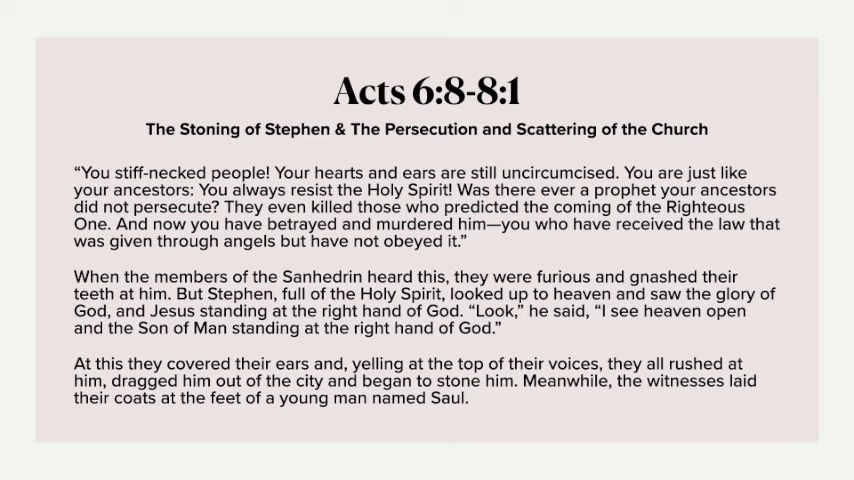 Acts 6:8-8:1
The Stoning of Stephen & The Persecution and Scattering of the Church
“You stiff-necked people! Your hearts and ears are still uncircumcised. You are just like
your ancestors: You always resist the Holy Spirit! Was there ever a prophet your ancestors
did not persecute? They even killed those who predicted the coming of the Righteous
One. And now you have betrayed and murdered him—you who have received the law that
was given through angels but have not obeyed it.”
When the members of the Sanhedrin heard this, they were furious and gnashed their
teeth at him. But Stephen, full of the Holy Spirit, looked up to heaven and saw the glory of
God, and Jesus standing at the right hand of God. “Look,” he said, “I see heaven open
and the Son of Man standing at the right hand of God.”
At this they covered their ears and, yelling at the top of their voices, they all rushed at
him, dragged him out of the city and began to stone him. Meanwhile, the witnesses laid
their coats at the feet of a young man named Saul.